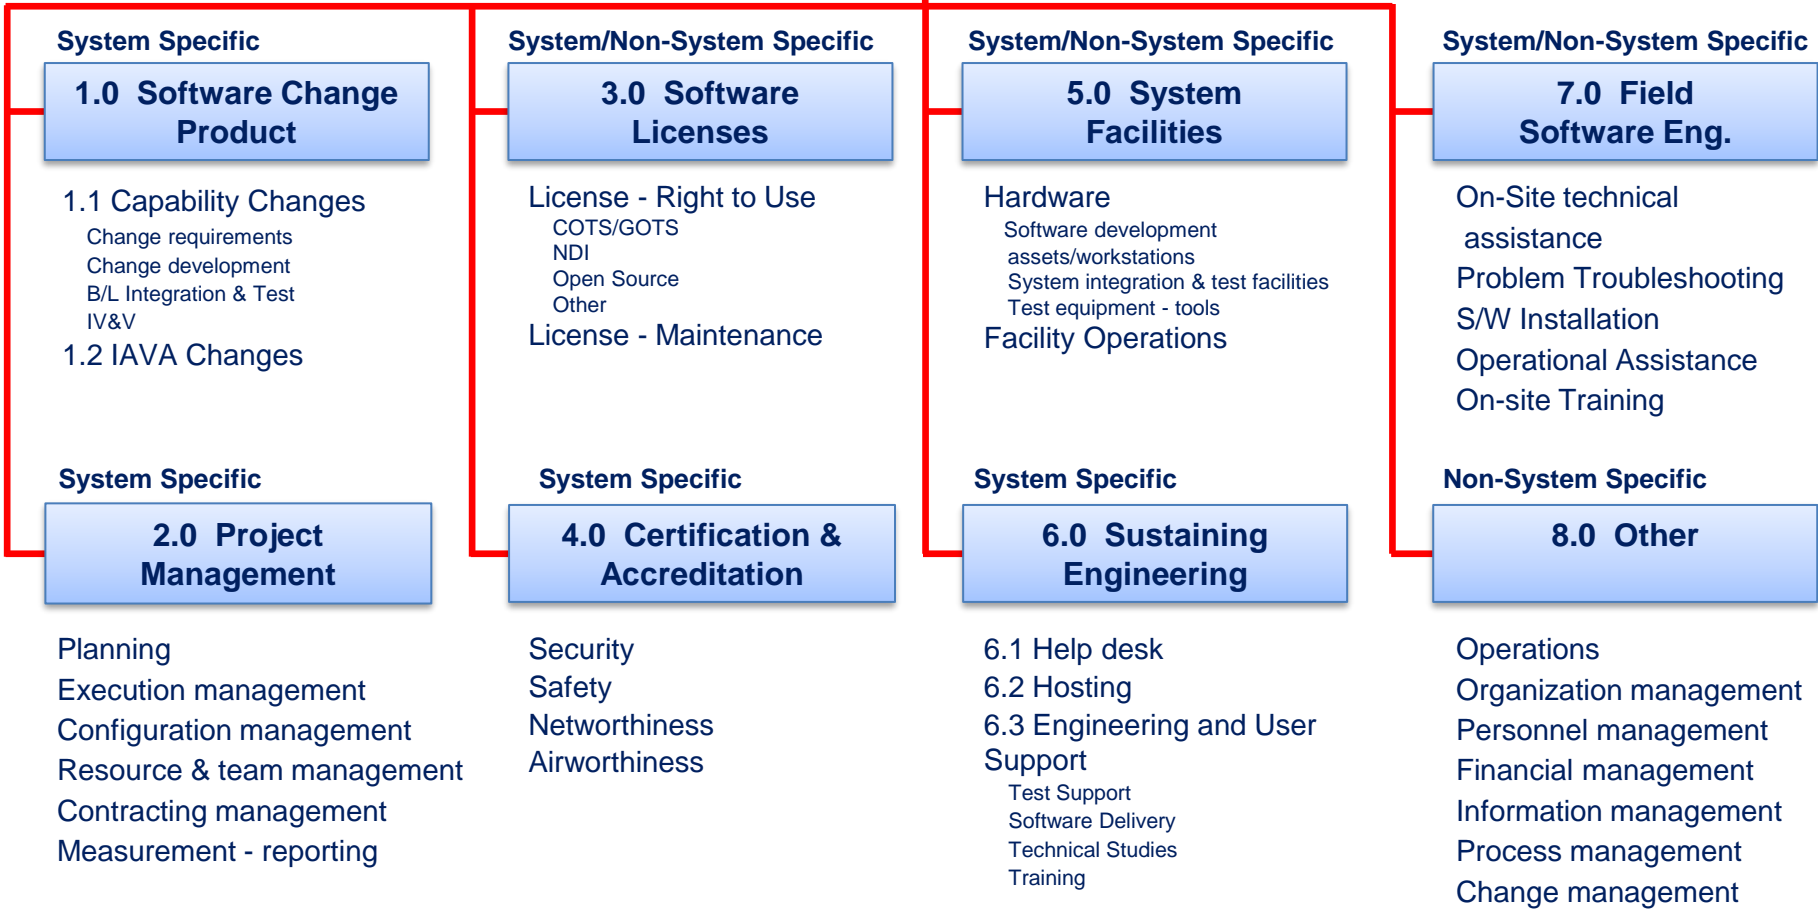 System Specific
1.0 Software Change
Product
1.1 Capability Changes
Change requirements
Change development
B/L Integration & Test
IV&V
1.2 IAVA Changes
System Specific
2.0 Project
Management
Planning
Execution management
Configuration management
Resource & team management
Contracting management
Measurement - reporting
System/Non-System Specific
3.0 Software
Licenses
License - Right to Use
COTS/GOTS
NDI
Open Source
Other
License - Maintenance
System Specific
4.0 Certification &
Accreditation
Security
Safety
Networthiness
Airworthiness
System/Non-System Specific
5.0 System
Facilities
Hardware
Software development
assets/workstations
System integration & test facilities
Test equipment - tools
Facility Operations
System Specific
6.0 Sustaining
Engineering
6.1 Help desk
6.2 Hosting
6.3 Engineering and User
Support
Test Support
Software Delivery
Technical Studies
Training
System/Non-System Specific
7.0 Field
Software Eng.
On-Site technical
assistance
Problem Troubleshooting
S/W Installation
Operational Assistance
On-site Training
Non-System Specific
8.0 Other
Operations
Organization management
Personnel management
Financial management
Information management
Process management
Change management